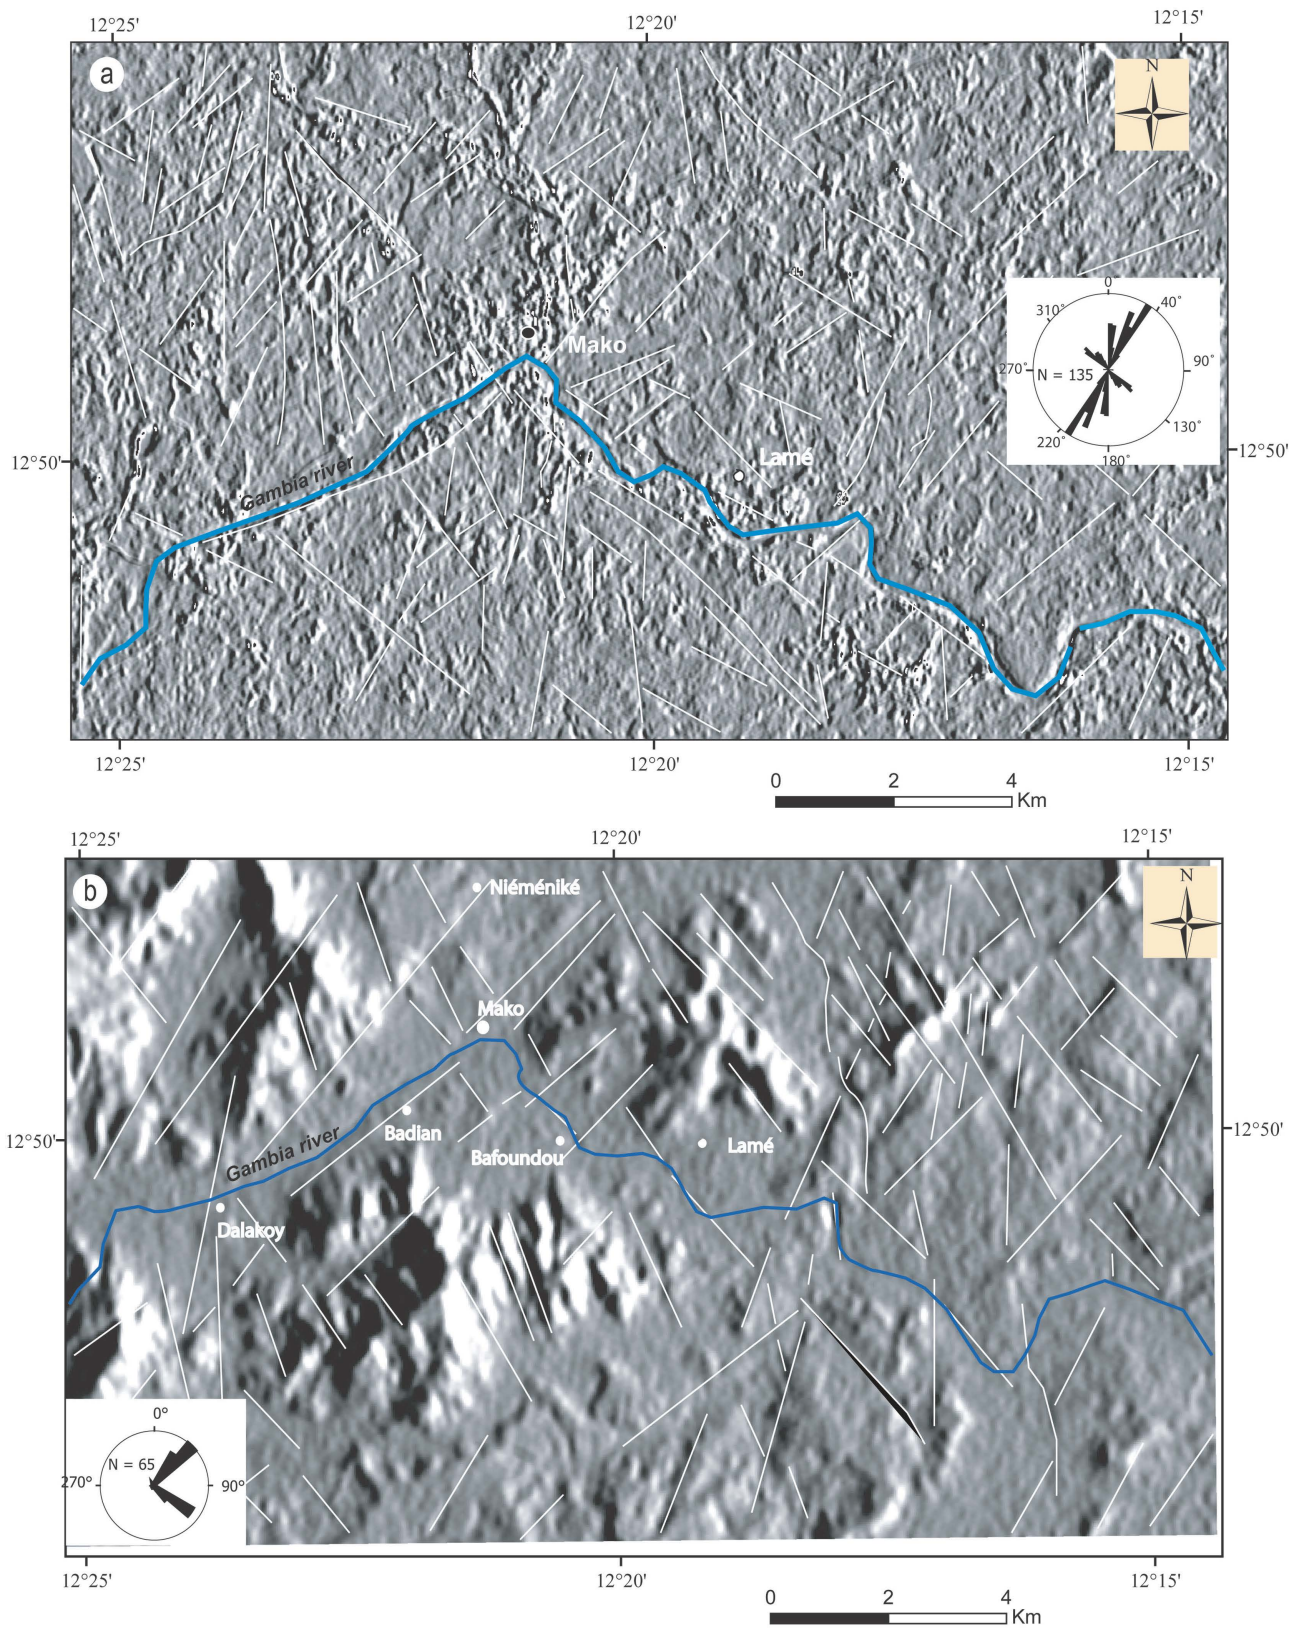 12°25'
12°20'
12°15'
a
N
0
40°
310°
270°
90°
N = 135
130°
220°
180°
Mako
Lamé
12°50'
12°50'
Gambia river
12°25'
12°20'
12°15'
0
2
4
Km
12°25'
12°20'
12°15'
b
N
Niéméniké
Mako
Badian
12°50'
12°50'
Bafoundou
Lamé
Gambia river
Dalakoy
0°
N = 65
270°
90°
12°25'
12°20'
12°15'
0
2
4
Km